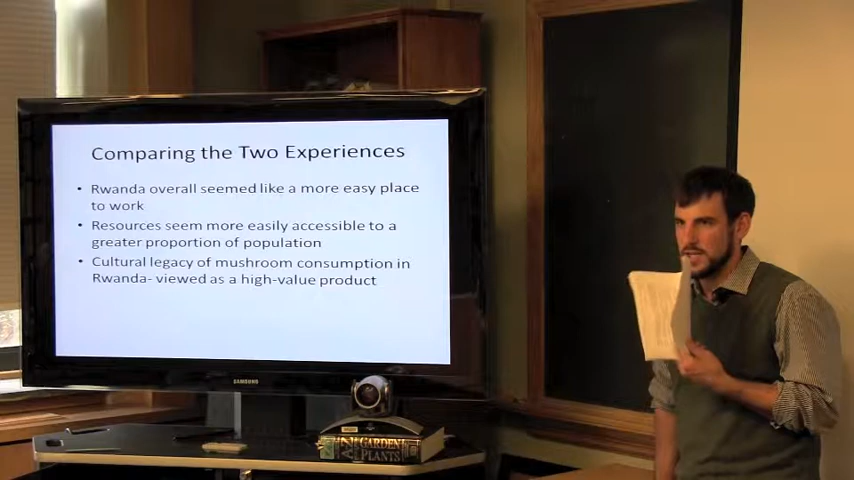 Comparing the Two Experiences
• Rwanda overall seemed like a more easy place
to work
• Resources seem more easily accessible to a
greater proportion of population
• Cultural legacy of mushroom consumption in
Rwanda- viewed as a high-value product
SAMSUNG
GARDEN
PLANTS